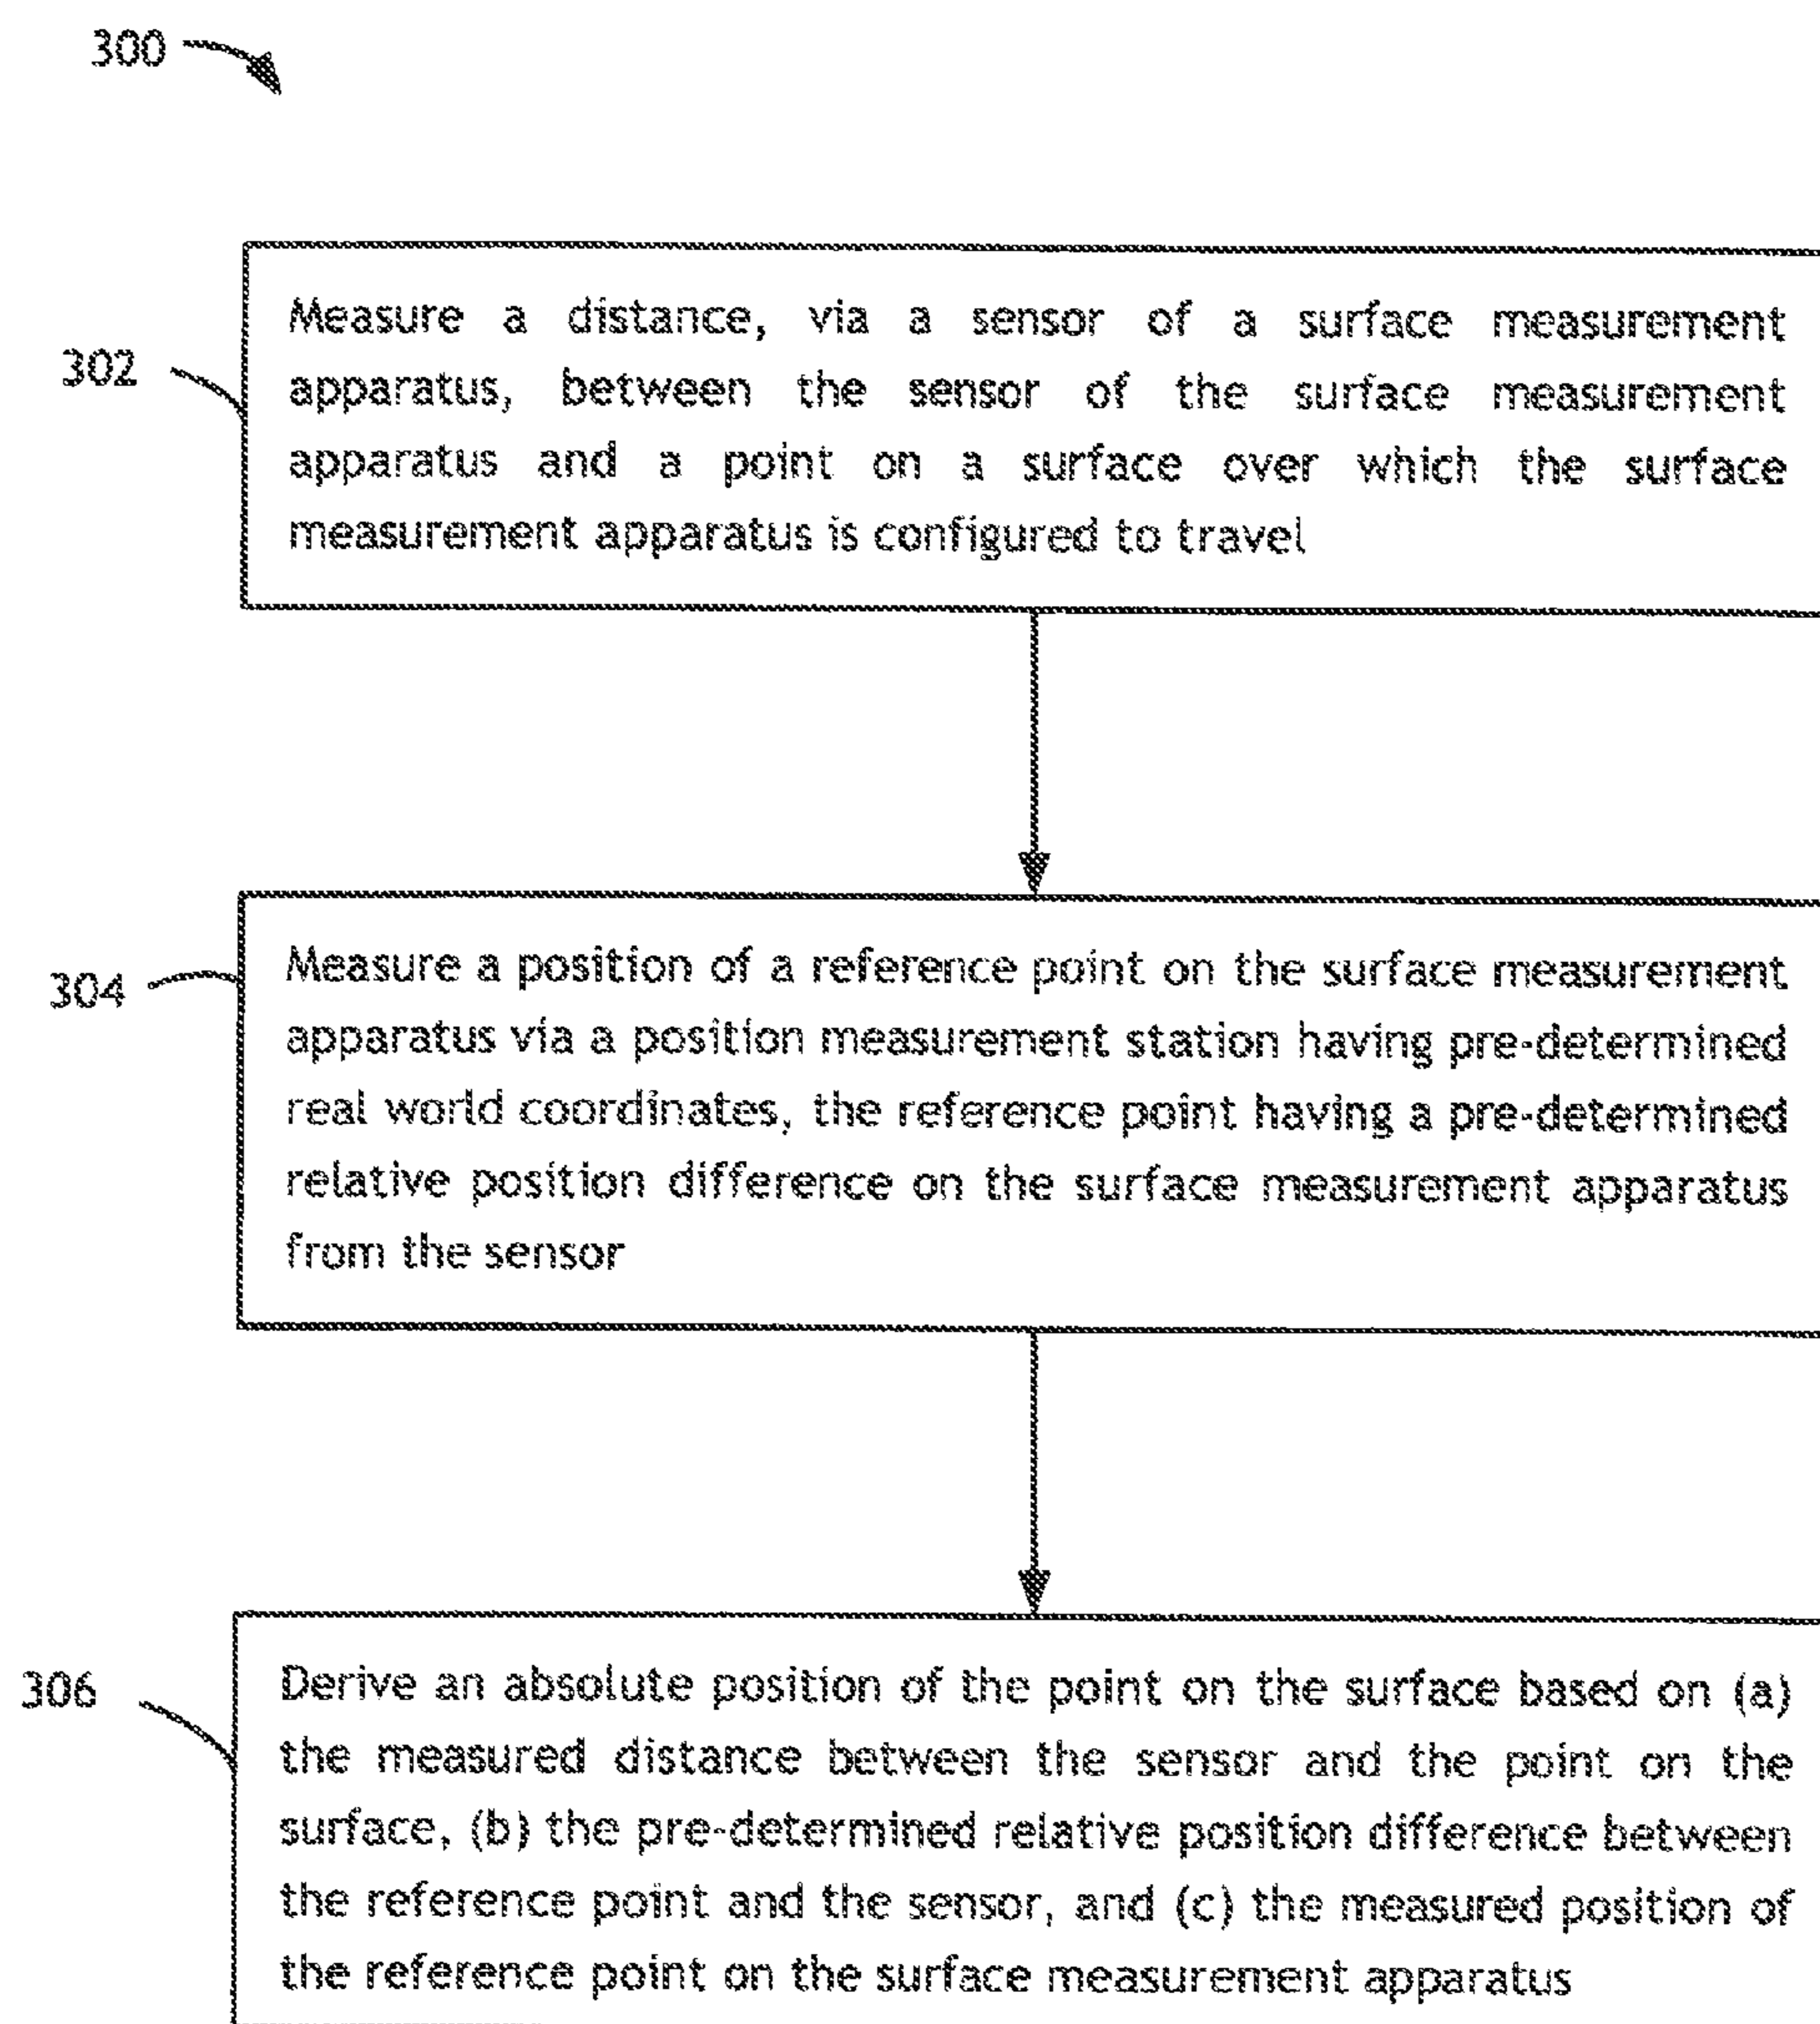 300
302
Measure a distance, via a sensor of a surface measurement
apparatus, between the sensor of the surface measurement
apparatus and a point on a surface over which the surface
measurement apparatus is configured to travel
304
Measure a position of a reference point on the surface measurement
apparatus via a position measurement station having pre-determined
real world coordinates, the reference point having a pre-determined
relative position difference on the surface measurement apparatus
from the sensor
306
Derive an absolute position of the point on the surface based on (a)
the measured distance between the sensor and the point on the
surface, (b) the pre-determined relative position difference between
the reference point and the sensor, and (c) the measured position of
the reference point on the surface measurement apparatus